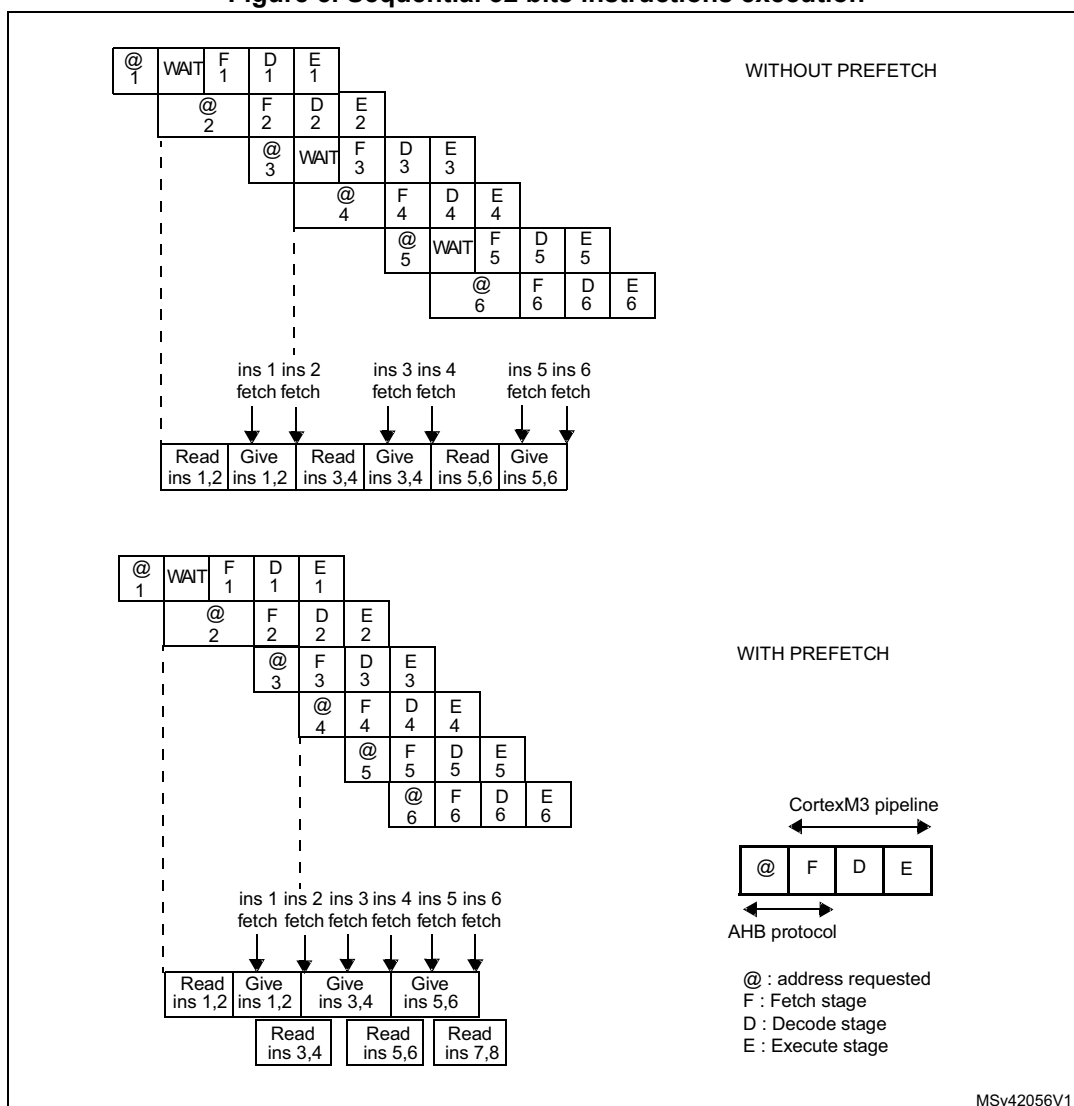 Figure Sequential bits instructions execution
@ WAIT F D E
1 1 1 1
WITHOUT PREFETCH
@ F D E
2 2 2 2
@ WAIT F D E
3 3 3 3
@ F D E
4 4 4 4
@ WAIT F D E
5 5 5 5
@ F D E
6 6 6 6
ins 1 ins 2 ins 3 ins 4 ins 5 ins 6
fetch fetch fetch fetch fetch fetch
Read Give Read Give Read Give
ins 1,2 ins 1,2 ins 3,4 ins 3,4 ins 5,6 ins 5,6
@ WAIT F D E
1 1 1 1
@ F D E
2 2 2 2
WITH PREFETCH
@ F D E
3 3 3 3
@ F D E
4 4 4 4
@ F D E
5 5 5 5
@ F D E
6 6 6 6
CortexM3 pipeline
@ F D E
AHB protocol
ins 1 ins 2 ins 3 ins 4 ins 5 ins 6
fetch fetch fetch fetch fetch fetch
Read Give Give Give
ins 1,2 ins 1,2 ins 3,4 ins 5,6
Read Read Read
ins 3,4 ins 5,6 ins 7,8
@ : address requested
F : Fetch stage
D : Decode stage
E : Execute stage
MSv42056V1